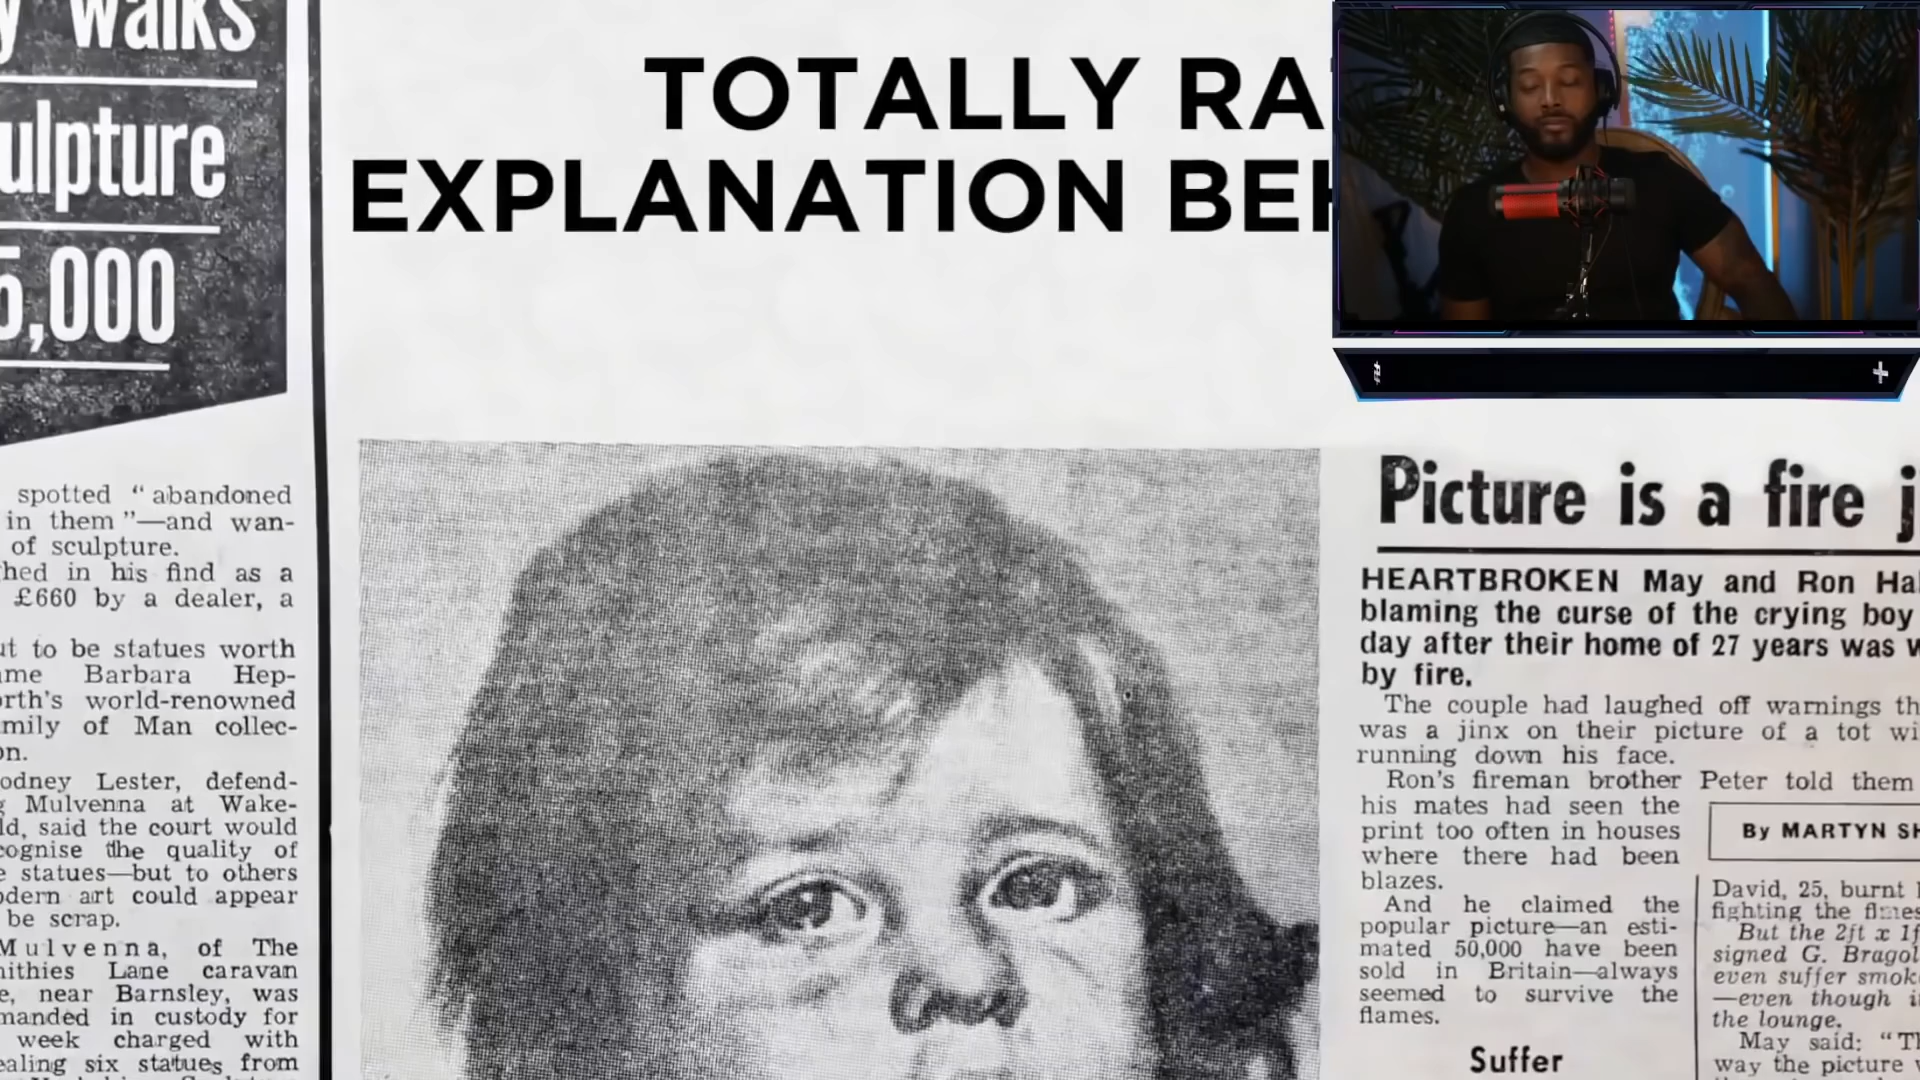 walks
ulpture
5,000
spotted “ abandoned
in them ”—and wan-
of sculpture.
hed in his find as a
£660 by a dealer, a
ut to be statues worth
ame Barbara Hep-
orth's world-renowned
mily of Man collec-
on.
odney Lester, defend-
g Mulvenna at Wake-
ld, said the court would
cognise the quality of
e statues—but to others
odern art could appear
be scrap.
Mulvenna, of The
ithies Lane caravan
e, near Barnsley, was
manded in custody for
week charged with
ealing six statues from
TOTALLY RA
EXPLANATION BEH
Picture is a fire j
HEARTBROKEN May and Ron Hal
blaming the curse of the crying boy
day after their home of 27 years was w
by fire.
The couple had laughed off warnings th
was a jinx on their picture of a tot wi
running down his face.
Ron's fireman brother Peter told them
his mates had seen the
print too often in houses
where there had been
blazes.
And he claimed the
popular picture—an esti-
mated 50,000 have been
sold in Britain—always
seemed to survive the
flames.
Suffer
By MARTYN SH
David, 25, burnt
fighting the flames
But the 2ft x 1f
signed G. Bragol
even suffer smok
—even though i
the lounge.
May said: “Th
way the picture